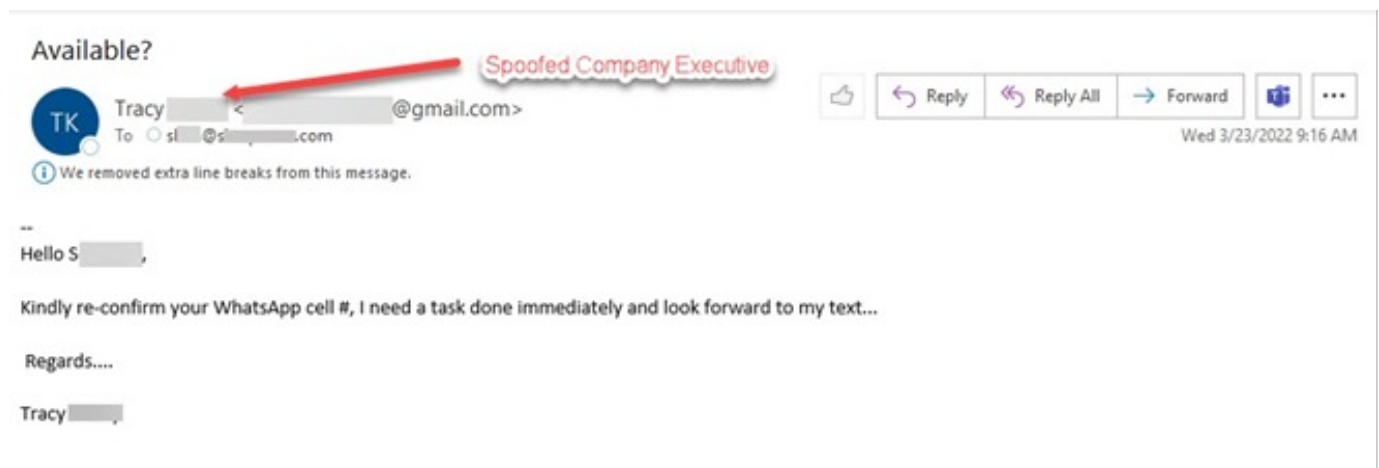 Available?
Spoofed Company Executive
TK
Tracy < @gmail.com>
Reply
Reply All
Forward
To sl @s .com
Wed 3/23/2022 9:16 AM
We removed extra line breaks from this message.
--
Hello S ,
Kindly re-confirm your WhatsApp cell #, I need a task done immediately and look forward to my text...
Regards....
Tracy